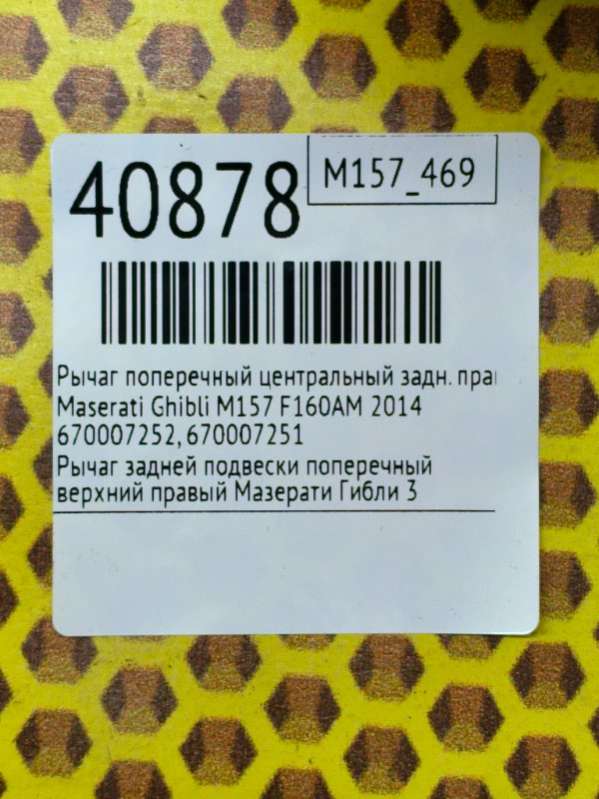 40878
M157_469
Рычаг поперечный центральный задн.
Maserati Ghibli M157 F160AM 2014
670007252, 670007251
Рычаг задней подвески поперечный
верхний правый Мазерати Гибли 3